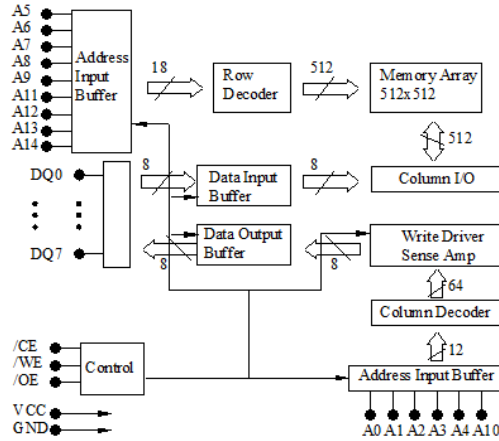 A5
A6
A7
A8
A9
A11
A12
A13
A14
Address
Input
Buffer
18
Row
Decoder
512
Memory Array
512x512
512
DQ0
DQ7
8
Data Input
Buffer
8
Column I/O
8
Data Output
Buffer
8
Write Driver
Sense Amp
64
Column Decoder
12
/CE
/WE
/OE
Control
Address Input Buffer
VCC
GND
A0 A1 A2 A3 A4 A10